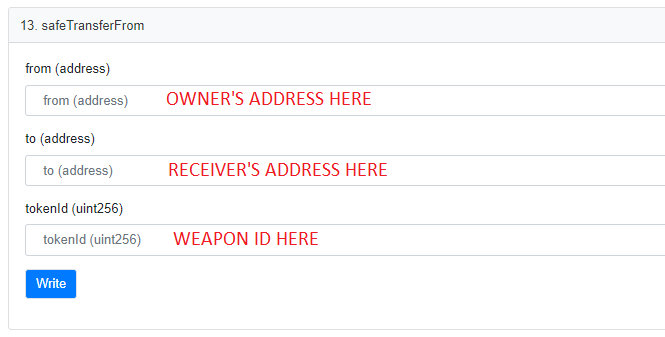 13. safeTransferFrom
from (address)
from (address) OWNER'S ADDRESS HERE
to (address)
to (address) RECEIVER'S ADDRESS HERE
tokenId (uint256)
tokenId (uint256) WEAPON ID HERE
Write